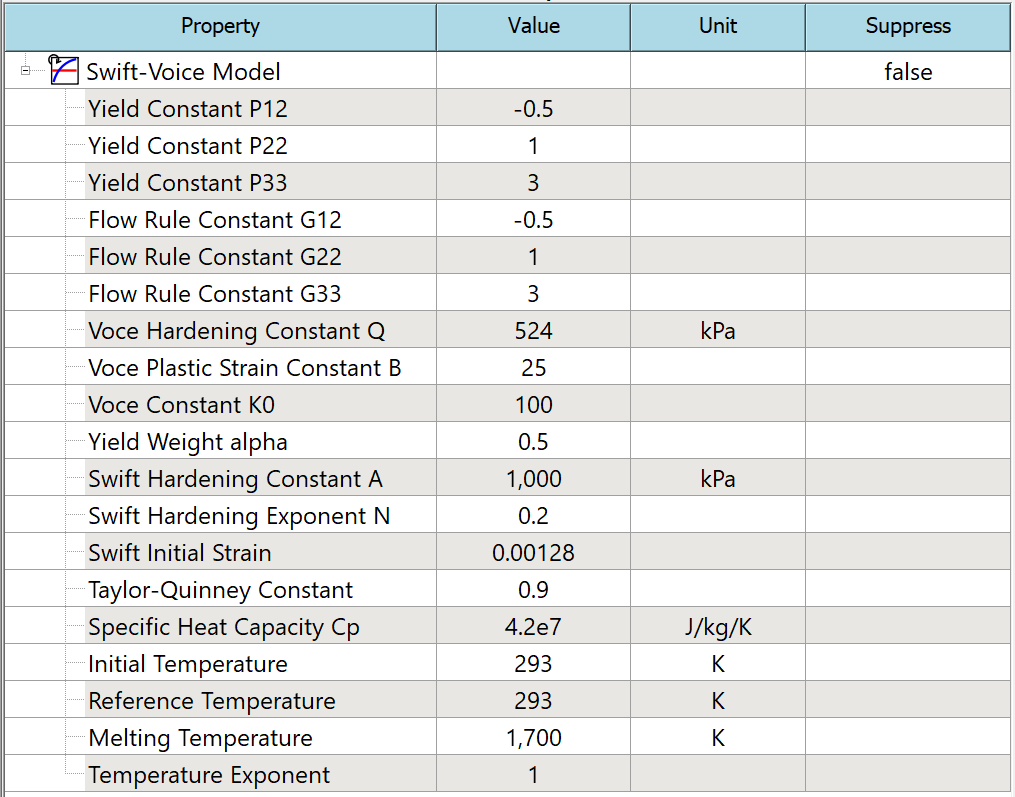 Property Value Unit Suppress
Swift-Voice Model false
Yield Constant P12 -0.5
Yield Constant P22 1
Yield Constant P33 3
Flow Rule Constant G12 -0.5
Flow Rule Constant G22 1
Flow Rule Constant G33 3
Voce Hardening Constant Q 524 kPa
Voce Plastic Strain Constant B 25
Voce Constant K0 100
Yield Weight alpha 0.5
Swift Hardening Constant A 1,000 kPa
Swift Hardening Exponent N 0.2
Swift Initial Strain 0.00128
Taylor-Quinney Constant 0.9
Specific Heat Capacity Cp 4.2e7 J/kg/K
Initial Temperature 293 K
Reference Temperature 293 K
Melting Temperature 1,700 K
Temperature Exponent 1